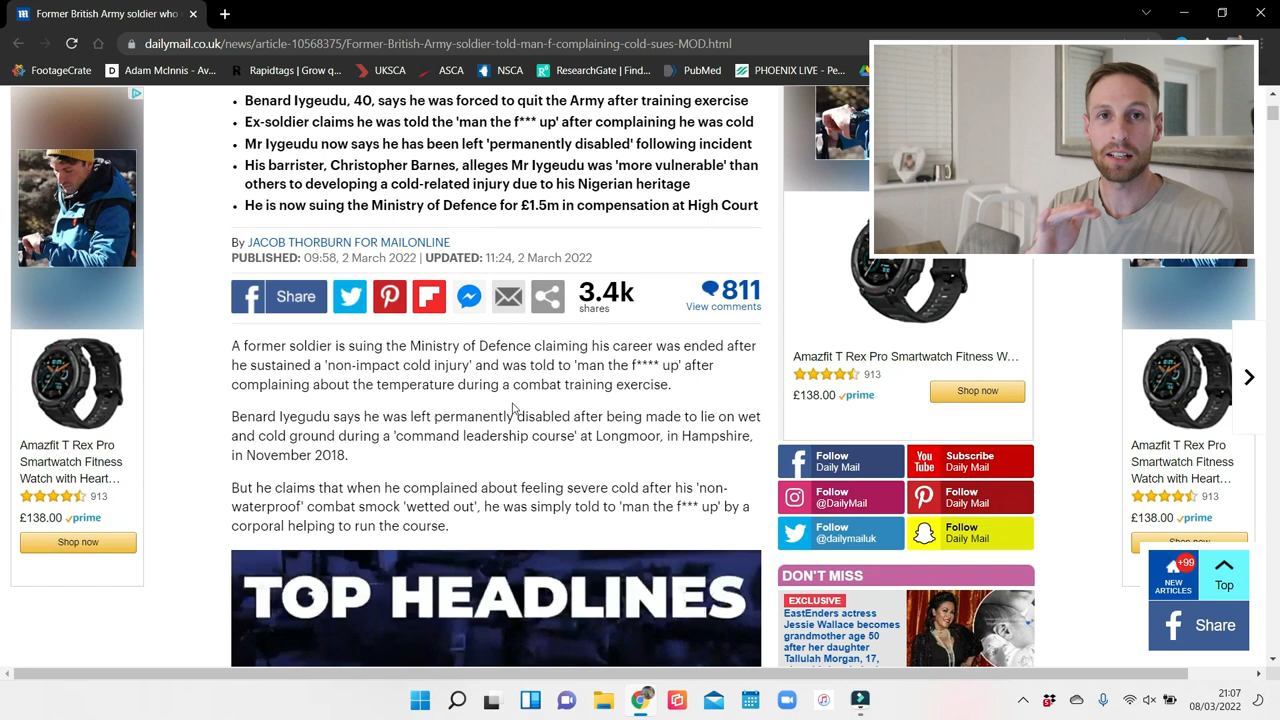 Former British Army soldier who
dailymail.co.uk/news/article-10568375/Former-British-Army-soldier-told-man-f-complaining-cold-sues-MOD.html
FootageCrate
Adam McInnis - Av...
Rapidtags | Grow q...
UKSCA
ASCA
NSCA
ResearchGate | Find...
PubMed
PHOENIX LIVE - Pe...
• Benard Iygeudu, 40, says he was forced to quit the Army after training exercise
• Ex-soldier claims he was told the 'man the f*** up' after complaining he was cold
• Mr Iygeudu now says he has been left 'permanently disabled' following incident
• His barrister, Christopher Barnes, alleges Mr Iygeudu was 'more vulnerable' than
others to developing a cold-related injury due to his Nigerian heritage
• He is now suing the Ministry of Defence for £1.5m in compensation at High Court
By JACOB THORBURN FOR MAILONLINE
PUBLISHED: 09:58, 2 March 2022 | UPDATED: 11:24, 2 March 2022
Share
3.4k
shares
811
View comments
A former soldier is suing the Ministry of Defence claiming his career was ended after
he sustained a 'non-impact cold injury' and was told to 'man the f**** up' after
complaining about the temperature during a combat training exercise.
Benard Iyegudu says he was left permanently disabled after being made to lie on wet
and cold ground during a 'command leadership course' at Longmoor, in Hampshire,
in November 2018.
But he claims that when he complained about feeling severe cold after his 'non-
waterproof' combat smock 'wetted out', he was simply told to 'man the f*** up' by a
corporal helping to run the course.
TOP HEADLINES
Amazfit T Rex Pro
Smartwatch Fitness
Watch with Heart...
913
£138.00 prime
Shop now
Amazfit T Rex Pro Smartwatch Fitness W...
913
£138.00 prime
Shop now
Follow
Daily Mail
You
Tube
Subscribe
Daily Mail
Follow
@DailyMail
Follow
Daily Mail
Follow
@dailymailuk
Follow
Daily Mail
DON'T MISS
EXCLUSIVE
EastEnders actress
Jessie Wallace becomes
grandmother age 50
after her daughter
Tallulah Morgan, 17,
Amazfit T Rex Pro
Smartwatch Fitness
Watch with Heart...
913
£138.00 prime
Shop now
+99
NEW
ARTICLES
Top
Share
21:07
08/03/2022